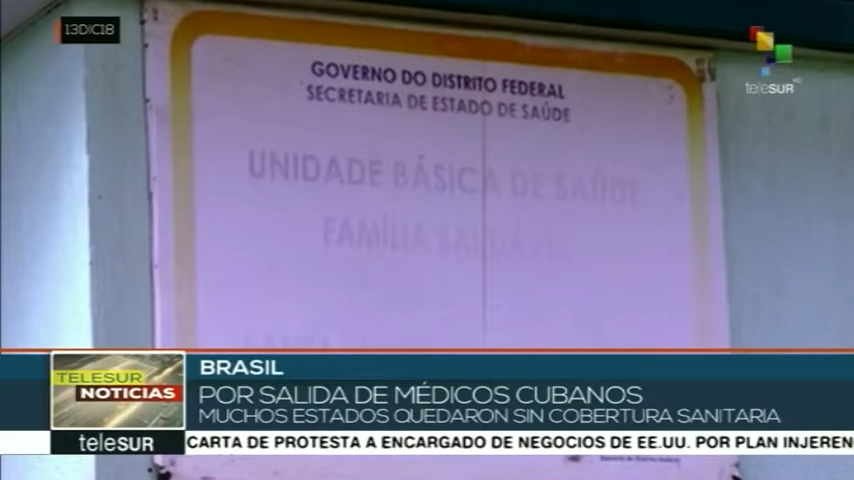 13DIC18
teleSUR HD
GOVERNO DO DISTRITO FEDERAL
SECRETARIA DE ESTADO DE SAÚDE
UNIDADE BÁSICA DE SAÚDE
FAMÍLIA SAUDÁVEL
TELESUR
NOTICIAS
teleSUR
BRASIL
POR SALIDA DE MÉDICOS CUBANOS
MUCHOS ESTADOS QUEDARON SIN COBERTURA SANITARIA
CARTA DE PROTESTA A ENCARGADO DE NEGOCIOS DE EE.UU. POR PLAN INJEREN